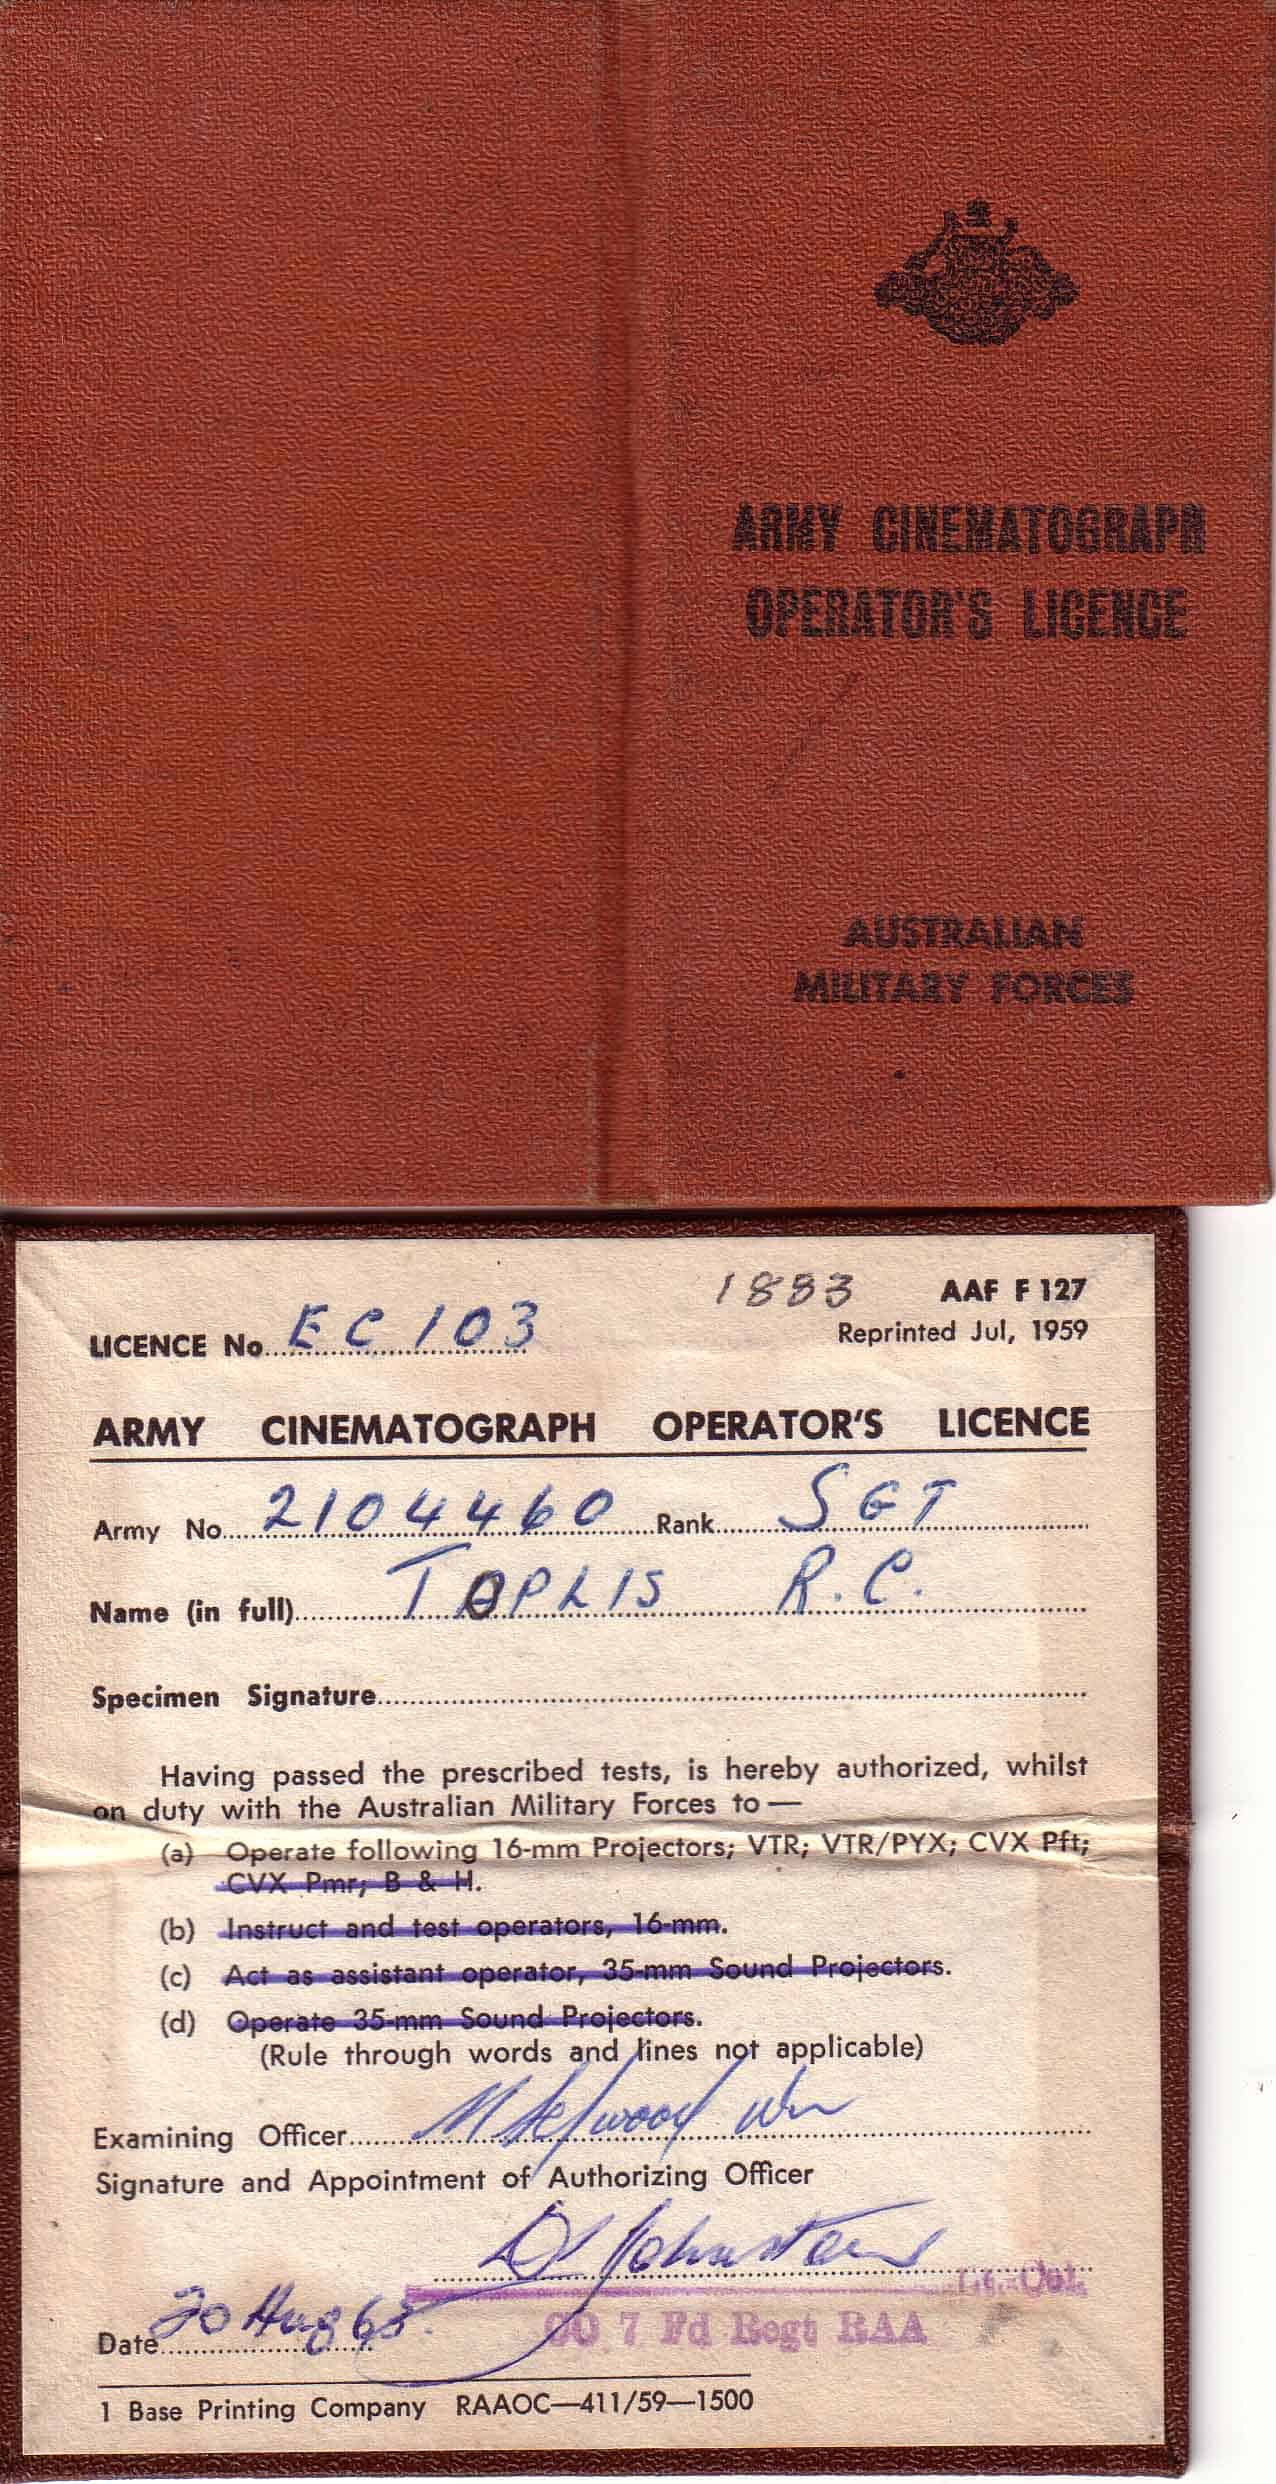 ARMY CINEMATOGRAPH
OPERATOR'S LICENCE
AUSTRALIAN
MILITARY FORCES
1883 AAF F 127
LICENCE No. EC 103 Reprinted Jul, 1959
ARMY CINEMATOGRAPH OPERATOR'S LICENCE
Army No. 2104460 Rank SGT
Name (in full) TOPLIS R.C.
Specimen Signature
Having passed the prescribed tests, is hereby authorized, whilst
on duty with the Australian Military Forces to —
(a) Operate following 16-mm Projectors; VTR; VTR/PYX; CVX Pft;
CVX Pmr; B & H.
(b) Instruct and test operators, 16-mm.
(c) Act as assistant operator, 35-mm Sound Projectors.
(d) Operate 35-mm Sound Projectors.
(Rule through words and lines not applicable)
Examining Officer
Signature and Appointment of Authorizing Officer
Johnston
Lt.-Col.
CO 7 Fd Regt RAA
Date 20 Aug 63.
1 Base Printing Company RAAOC—411/59—1500